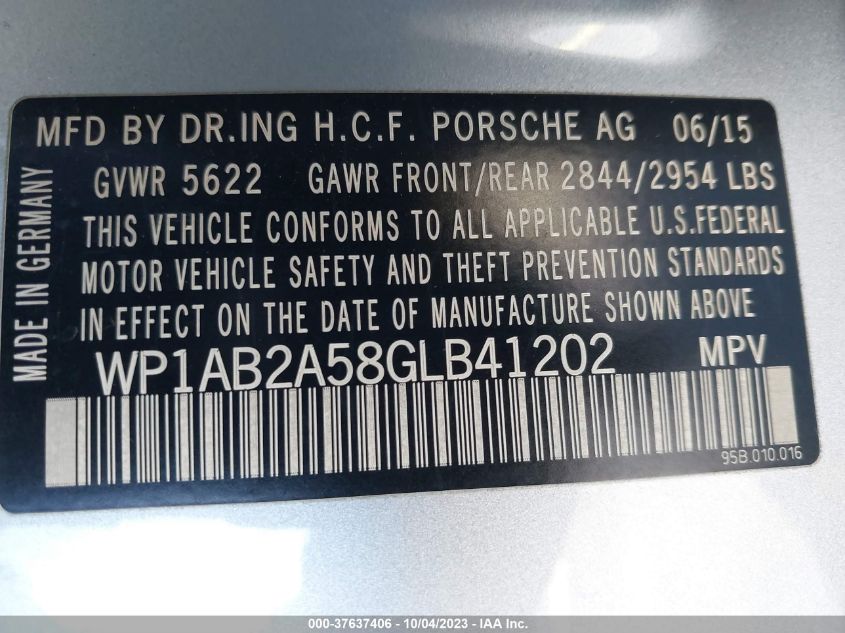 MFD BY DR.ING H.C.F. PORSCHE AG 06/15
GVWR 5622 GAWR FRONT/REAR 2844/2954 LBS
THIS VEHICLE CONFORMS TO ALL APPLICABLE U.S.FEDERAL
MOTOR VEHICLE SAFETY AND THEFT PREVENTION STANDARDS
IN EFFECT ON THE DATE OF MANUFACTURE SHOWN ABOVE
MADE IN GERMANY
WP1AB2A58GLB41202 MPV
95B.010.016
000-37637406 - 10/04/2023 - IAA Inc.